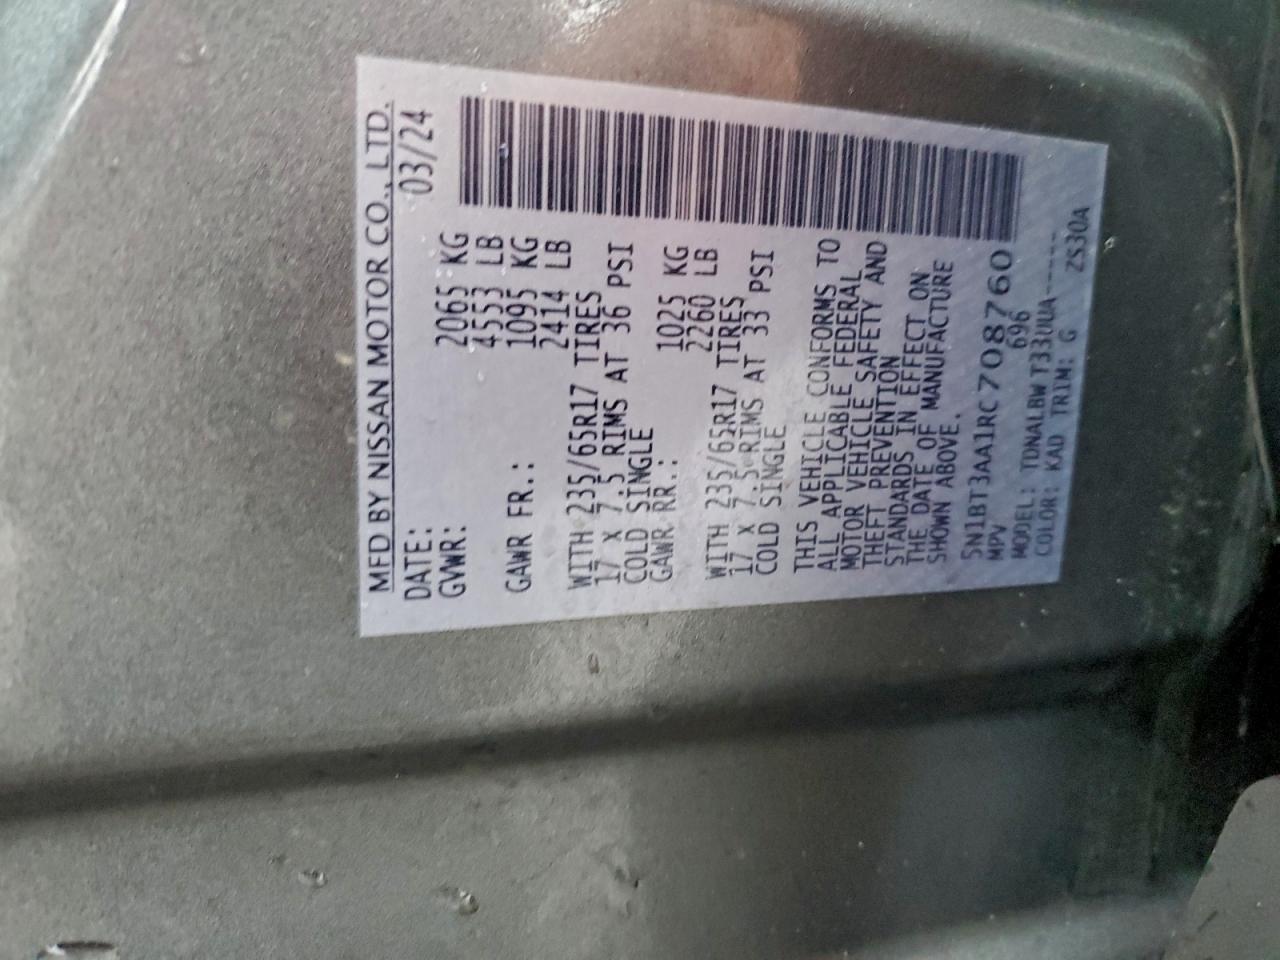 MFD BY NISSAN MOTOR CO., LTD.
DATE: 03/24
GVWR: 2065 KG
4553 LB
GAWR FR.: 1095 KG
2414 LB
WITH 235/65R17 TIRES
17 X 7.5 RIMS AT 36 PSI
COLD SINGLE
GAWR RR.: 1025 KG
2260 LB
WITH 235/65R17 TIRES
17 X 7.5 RIMS AT 33 PSI
COLD SINGLE
THIS VEHICLE CONFORMS TO
ALL APPLICABLE FEDERAL
MOTOR VEHICLE SAFETY AND
THEFT PREVENTION
STANDARDS IN EFFECT ON
THE DATE OF MANUFACTURE
SHOWN ABOVE.
5N1BT3AA1RC708760
MPV 696
MODEL: TDNALBW T33UUA------
COLOR: KAD TRIM: G ZS30A